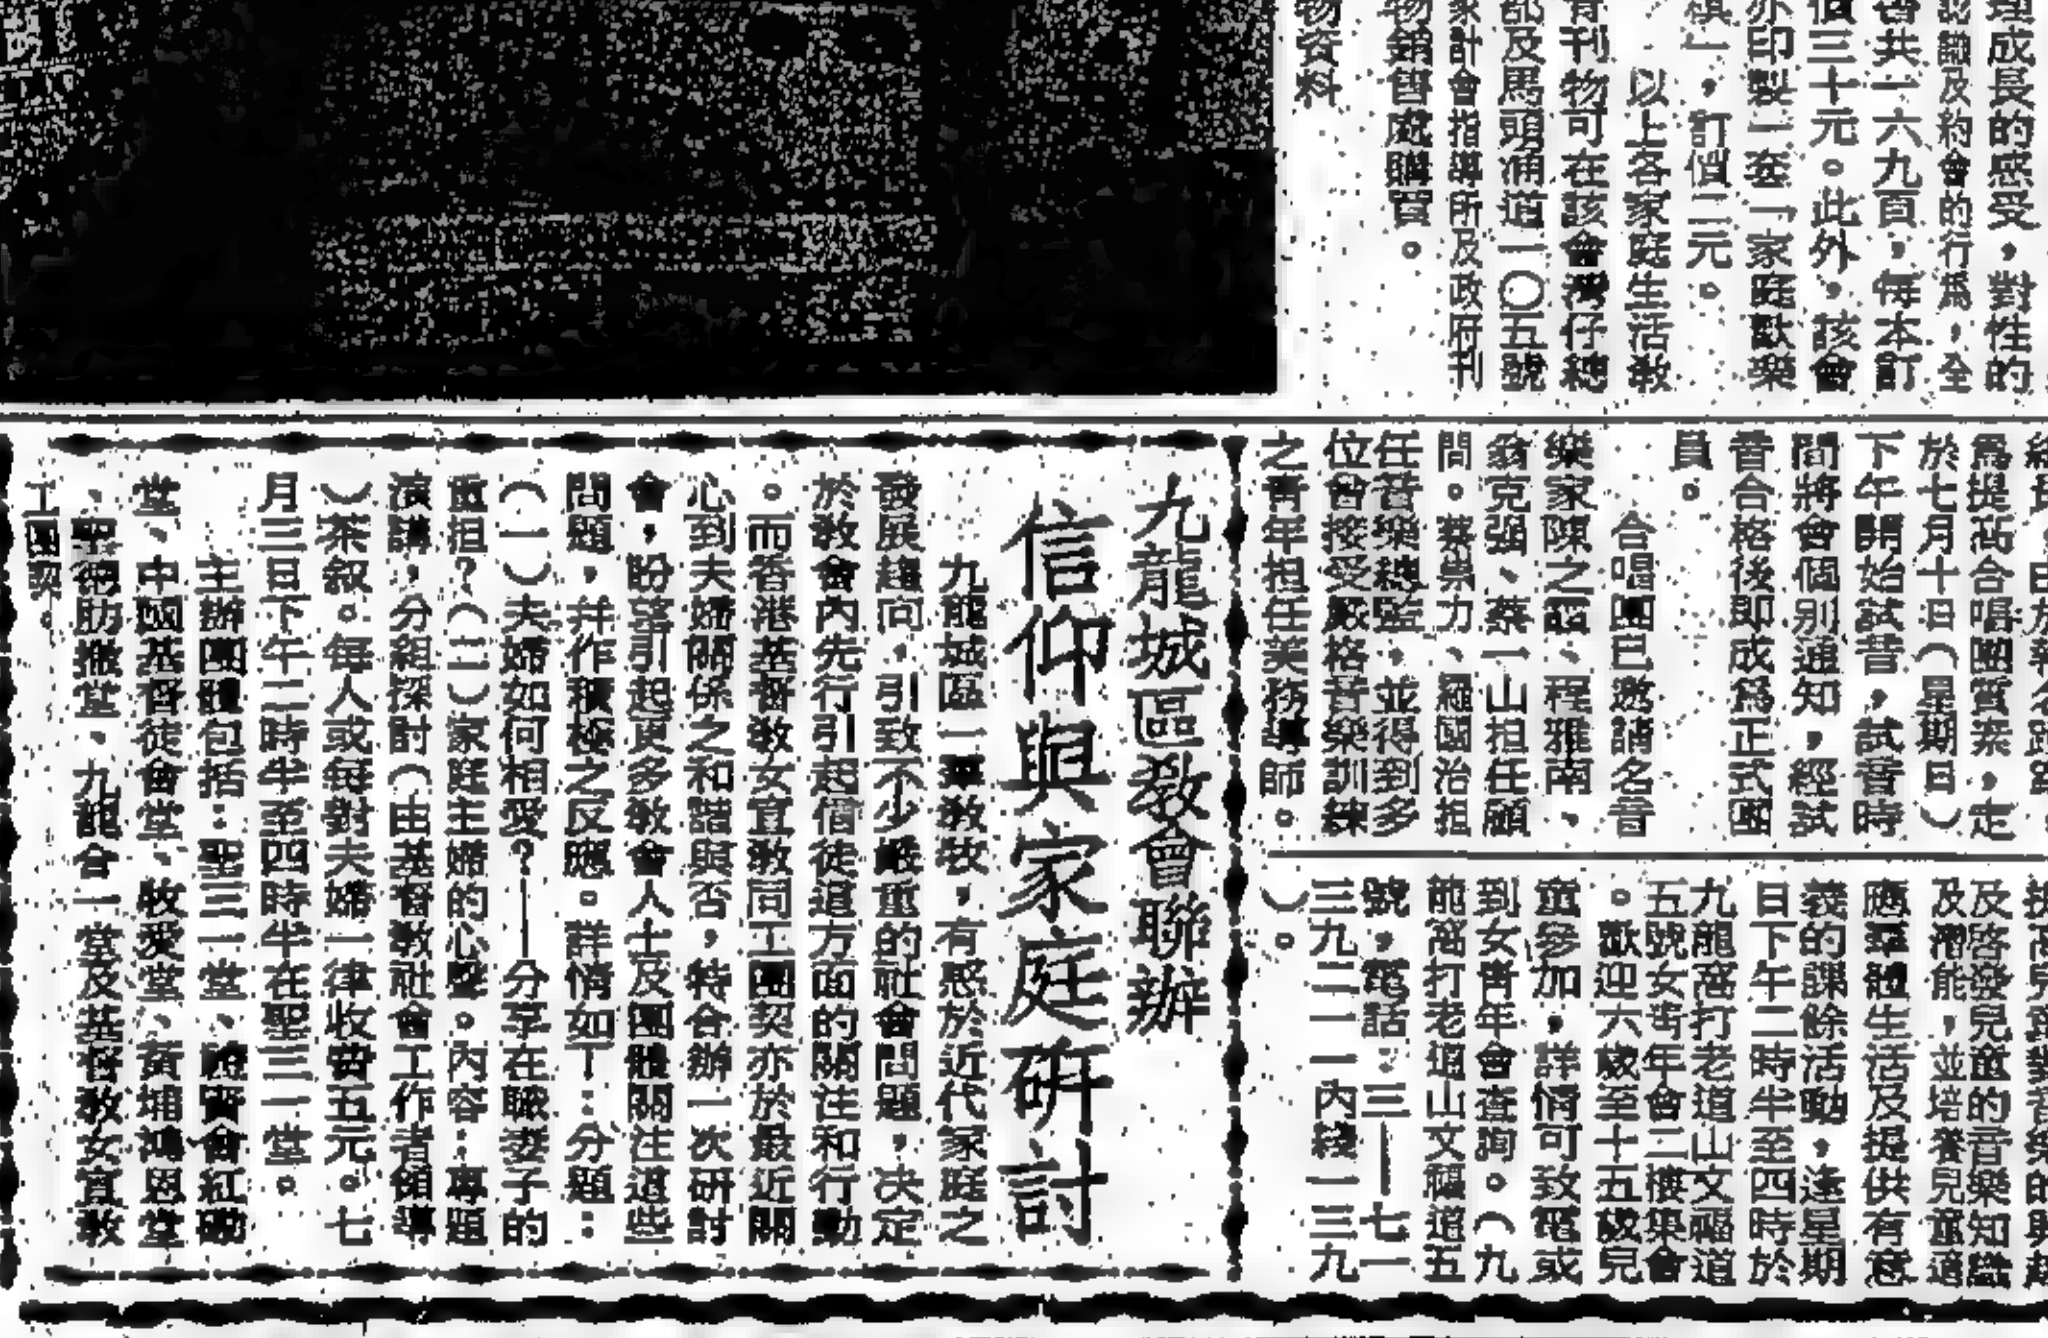 理成長的感受，對性的
認識及約會的行為，全
書共一六九頁，每本訂
價三十元。此外，該會
亦印製一套「家庭歡樂
棋」，訂價二元。
以上各家庭生活教
育刊物可在該會灣仔總
部及馬頭涌道一〇五號
家計會指導所及政府刊
物銷售處購買。
物資料
為提高合唱團質素，定
於七月十日（星期日）
下午開始試音，試音時
間將會個別通知，經試
音合格後即成為正式團
員。
合唱團已邀請名音
樂家陳之霞、程雅南、
翁克強、蔡一山担任顧
問。蔡崇力、羅國治担
任音樂總監，並得到多
位曾接受嚴格音樂訓練
之青年担任義務導師。
及啓發兒童的音樂知識
及潛能，並培養兒童適
應羣體生活及提供有意
義的課餘活動，逢星期
日下午二時半至四時於
九龍窩打老道山文福道
五號女青年會二樓集會
。歡迎六歲至十五歲兒
童參加，詳情可致電或
到女青年會查詢。（九
龍窩打老道山文福道五
號，電話：三——七一
三九二一一內綫一三九
）。
九龍城區教會聯辦
信仰與家庭研討
九龍城區一羣教牧，有感於近代家庭之
發展趨向，引致不少嚴重的社會問題，決定
於教會內先行引起信徒這方面的關注和行動
。而香港基督教女宣教同工團契亦於最近關
心到夫婦關係之和諧與否，特合辦一次研討
會，盼望引起更多教會人士及團體關注這些
問題，并作積極之反應。詳情如下：分題：
（一）夫婦如何相愛？——分享在職妻子的
重担？（二）家庭主婦的心聲。內容：專題
演講，分組探討（由基督教社會工作者領導
）茶叙。每人或每對夫婦一律收費五元。七
月三日下午二時半至四時半在聖三一堂。
主辦團體包括：聖三一堂、禮賢會紅磡
堂、中國基督徒會堂、牧愛堂、黃埔鴻恩堂
、聖徒肋撒堂、九龍合一堂及基督教女宣教
工團契。